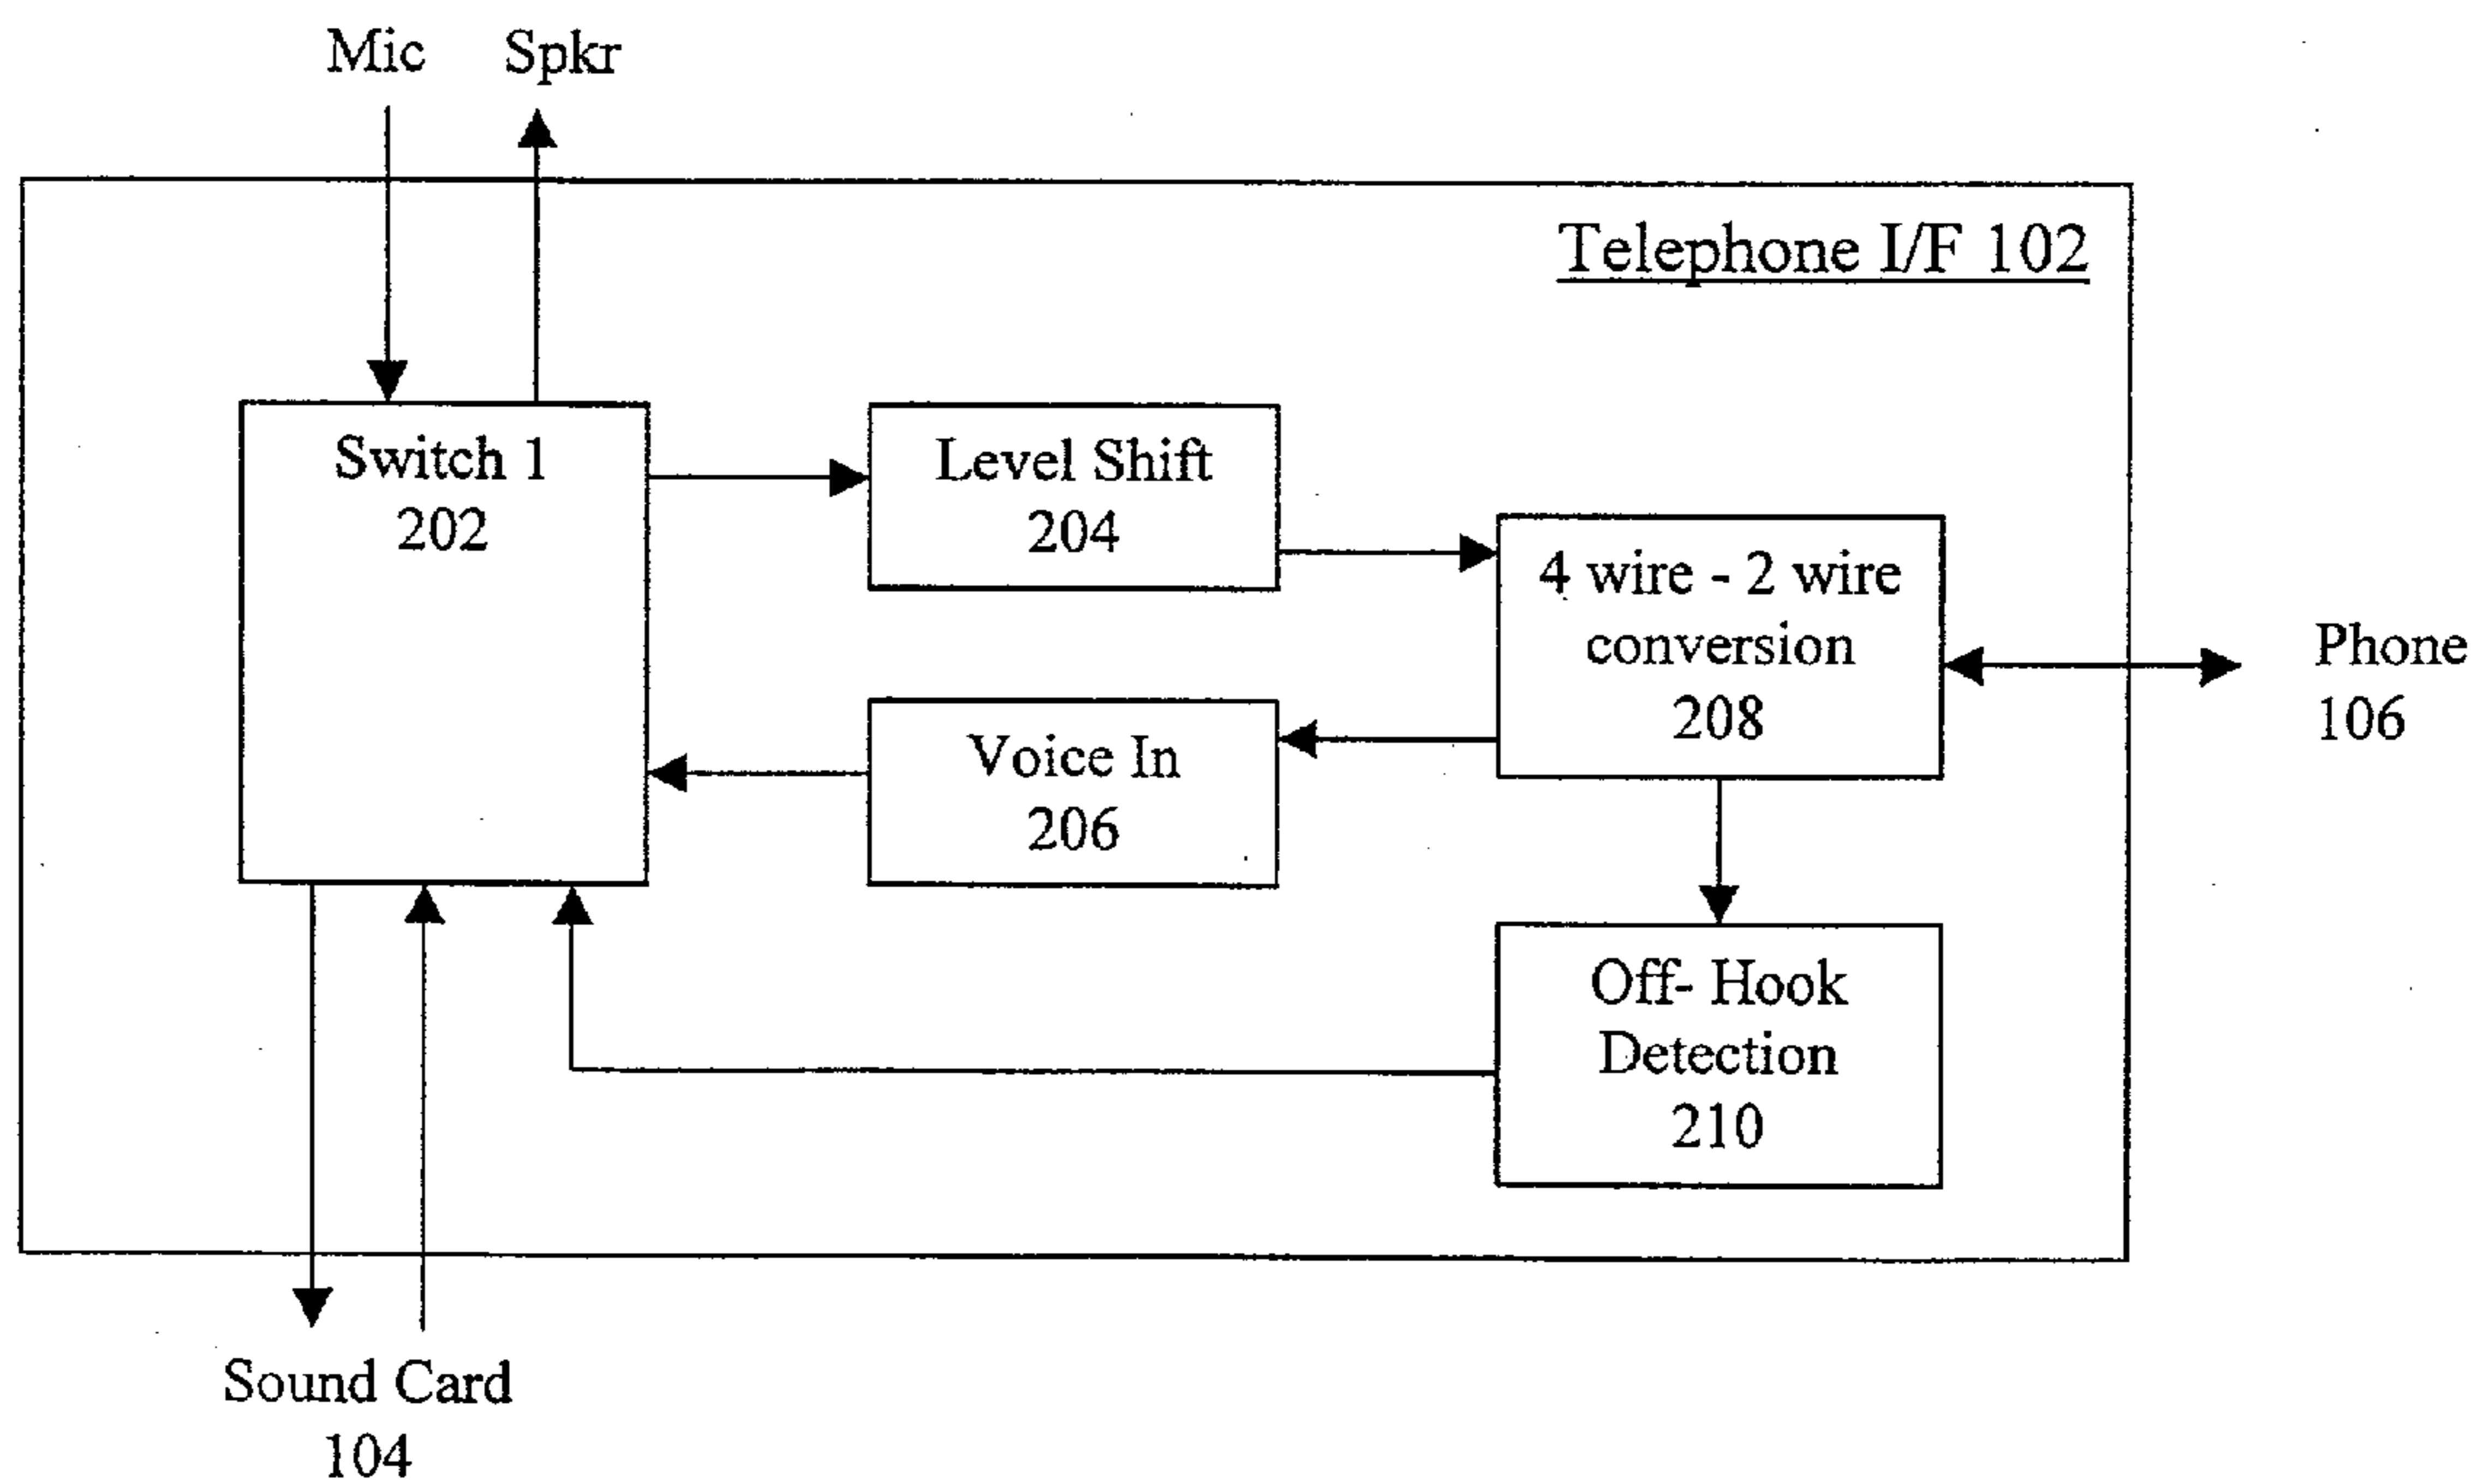 Mic
Spkr
Telephone I/F 102
Switch 1
202
Level Shift
204
4 wire - 2 wire
conversion
208
Phone
106
Voice In
206
Off- Hook
Detection
210
Sound Card
104